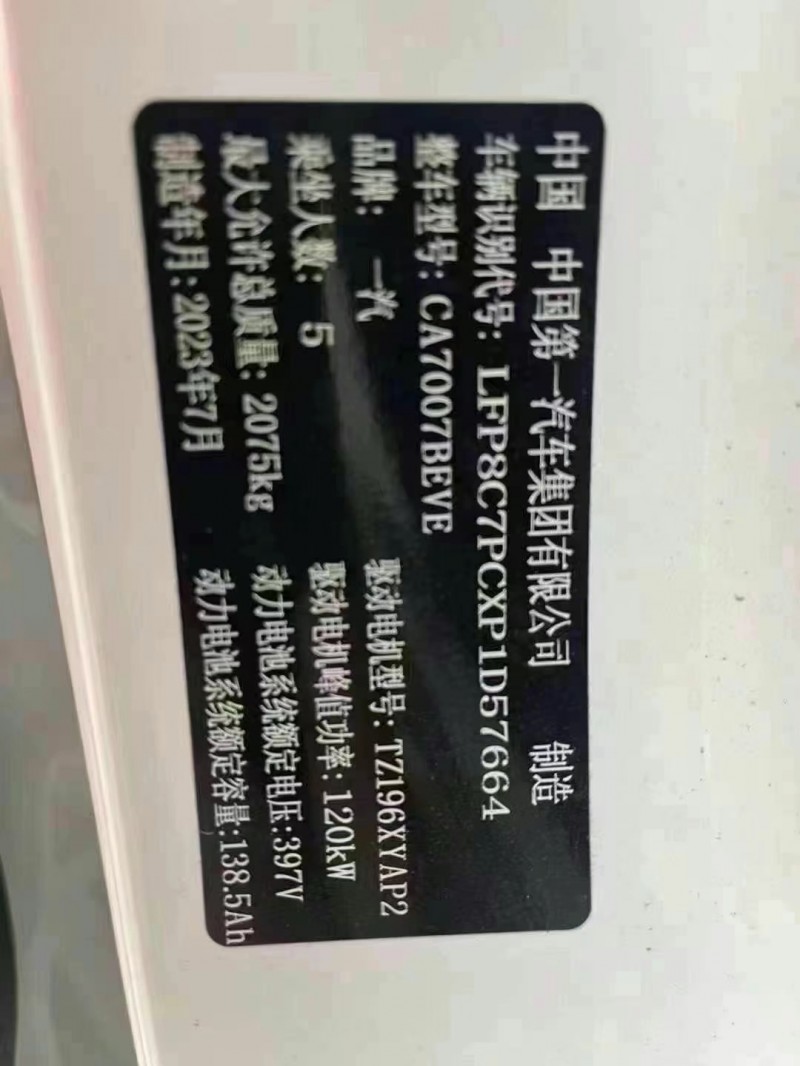 中国 中国第一汽车集团有限公司 制造
车辆识别代号：LFP8C7PCXP1D57664
整车型号：CA7007BEVE
品牌：一汽 驱动电机型号：TZ196XYAP2
乘坐人数：5 驱动电机峰值功率：120kW
最大允许总质量：2075kg 动力电池系统额定电压：397V
制造年月：2023年7月 动力电池系统额定容量：138.5Ah